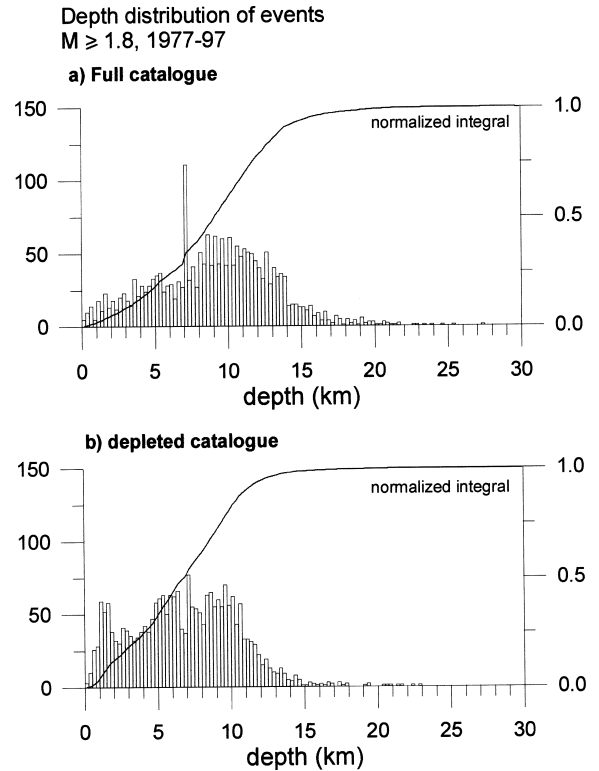 Depth distribution of events
M ⩾ 1.8, 1977-97
a) Full catalogue
150
100
50
0
normalized integral
1.0
0.5
0.0
0 5 10 15 20 25 30
depth (km)
b) depleted catalogue
150
100
50
0
normalized integral
1.0
0.5
0.0
0 5 10 15 20 25 30
depth (km)